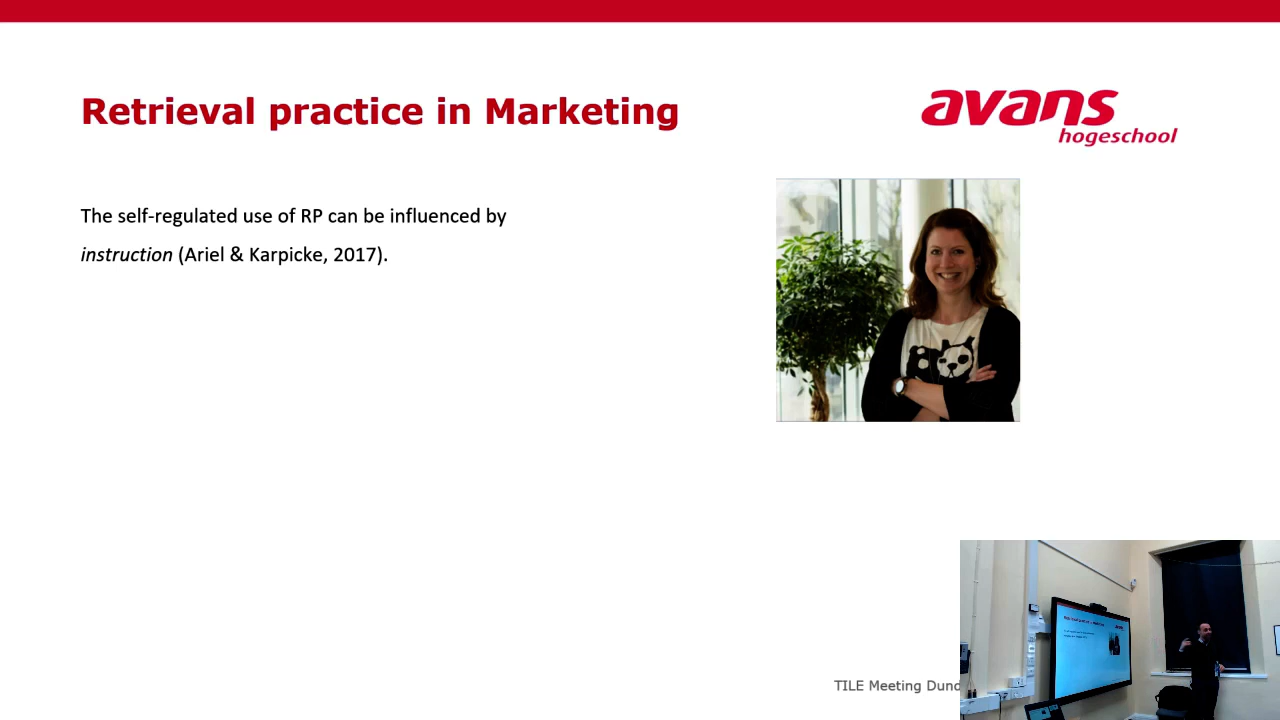 Retrieval practice in Marketing
avans
hogeschool
The self-regulated use of RP can be influenced by
instruction (Ariel & Karpicke, 2017).
TILE Meeting Dund